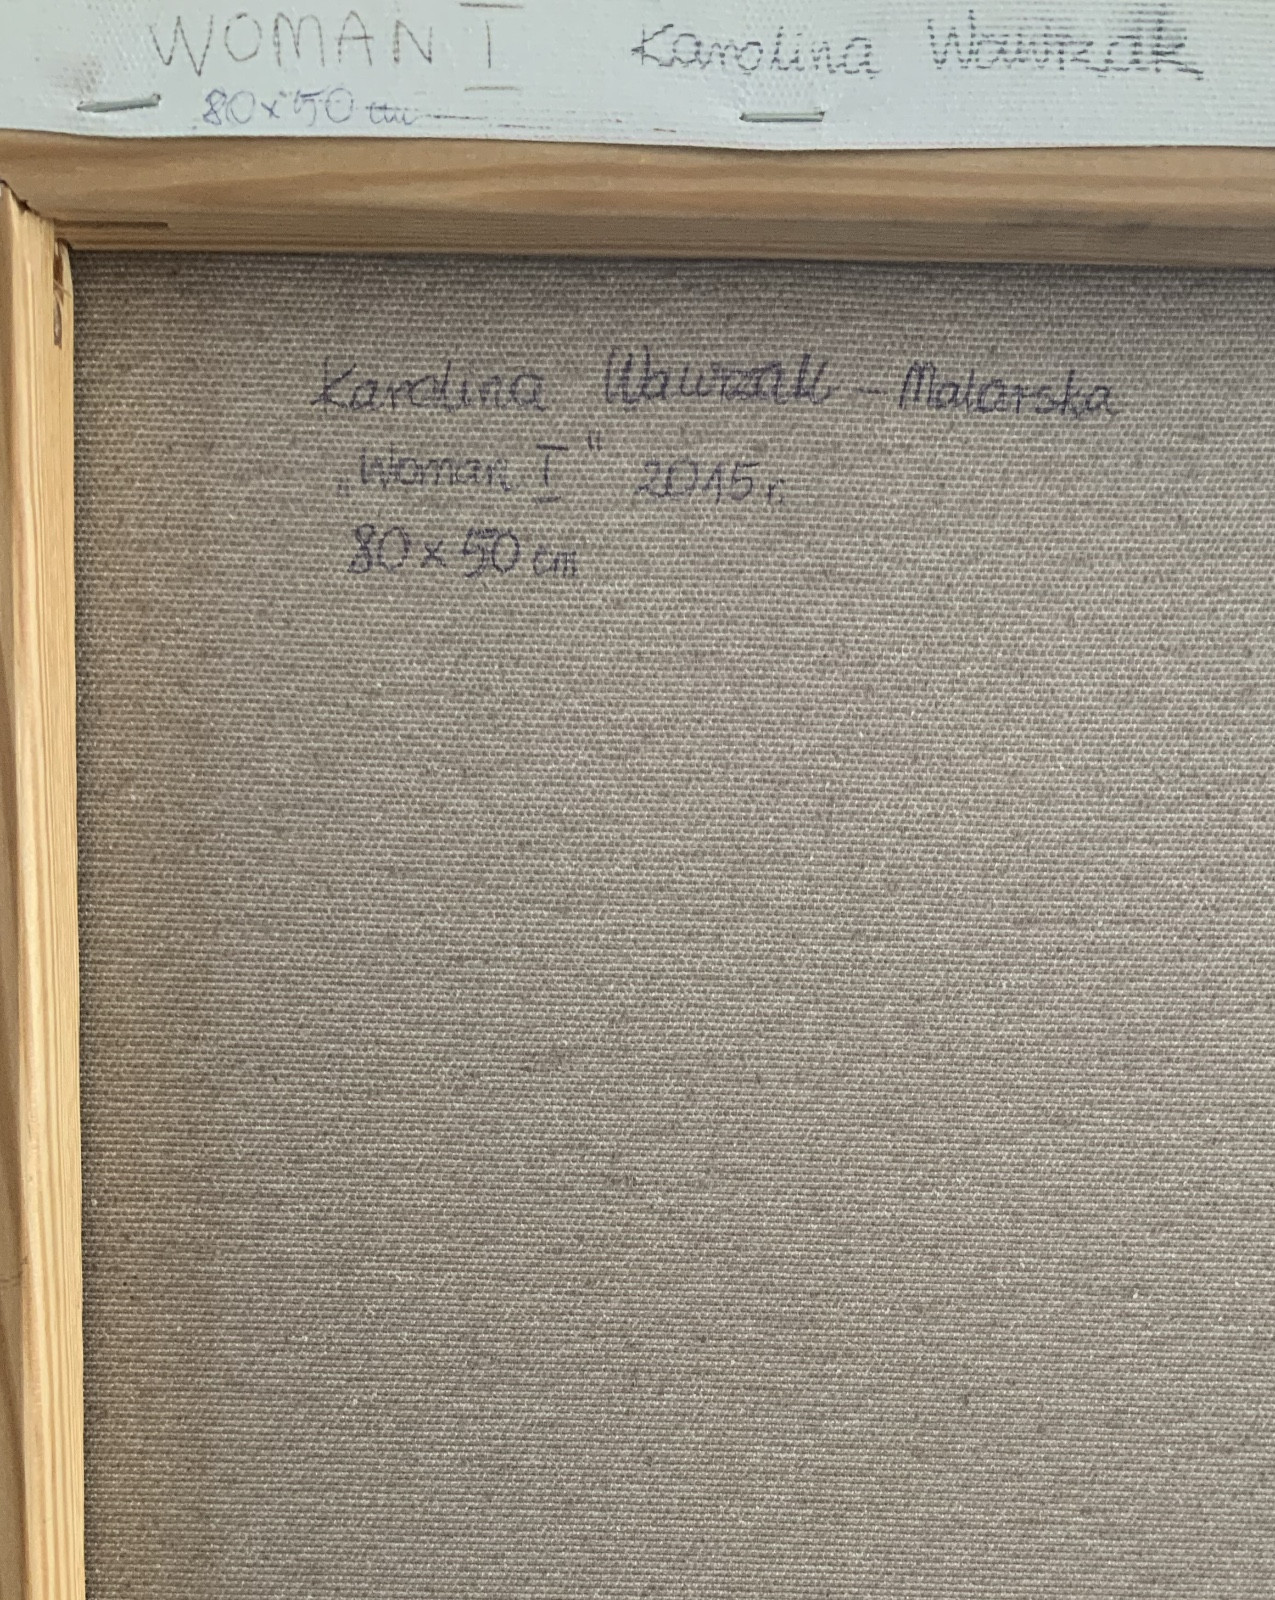 WOMAN I Karolina Wawrzak
80x50 cm
Karolina Wawrzak - Malarska
„Woman I" 2015 r.
80 x 50 cm